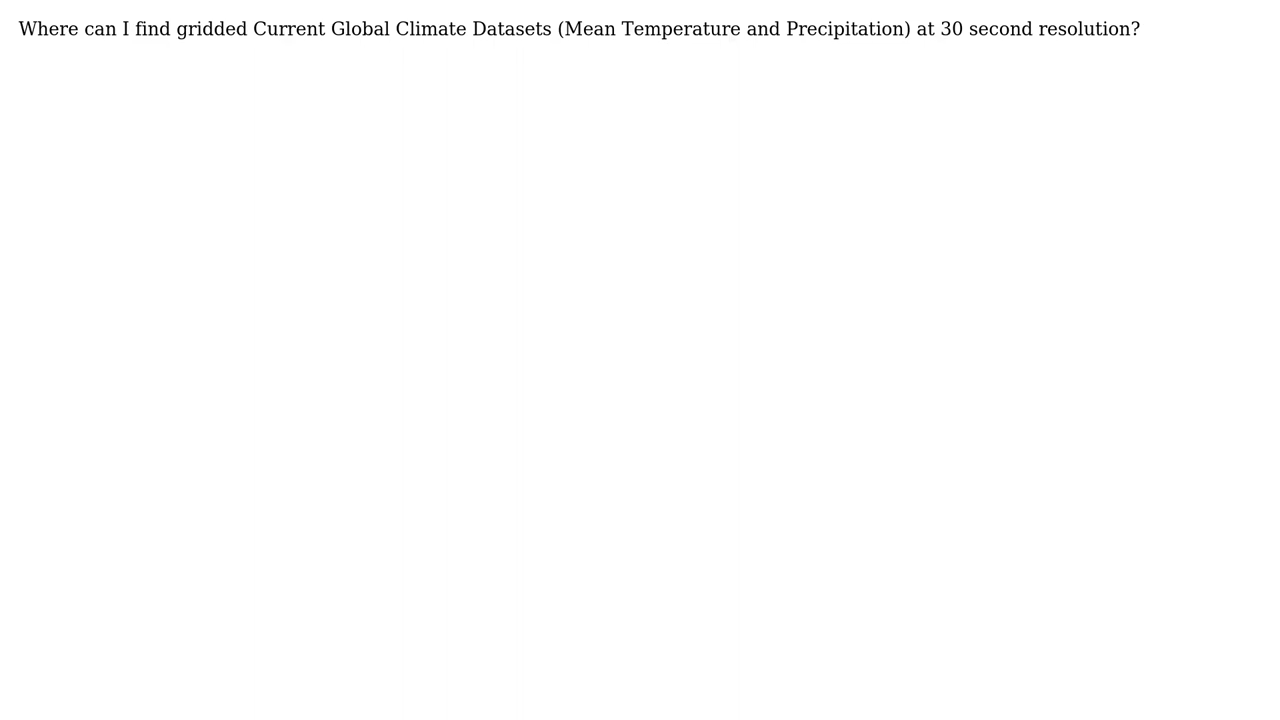 Where can I find gridded Current Global Climate Datasets (Mean Temperature and Precipitation) at 30 second resolution?